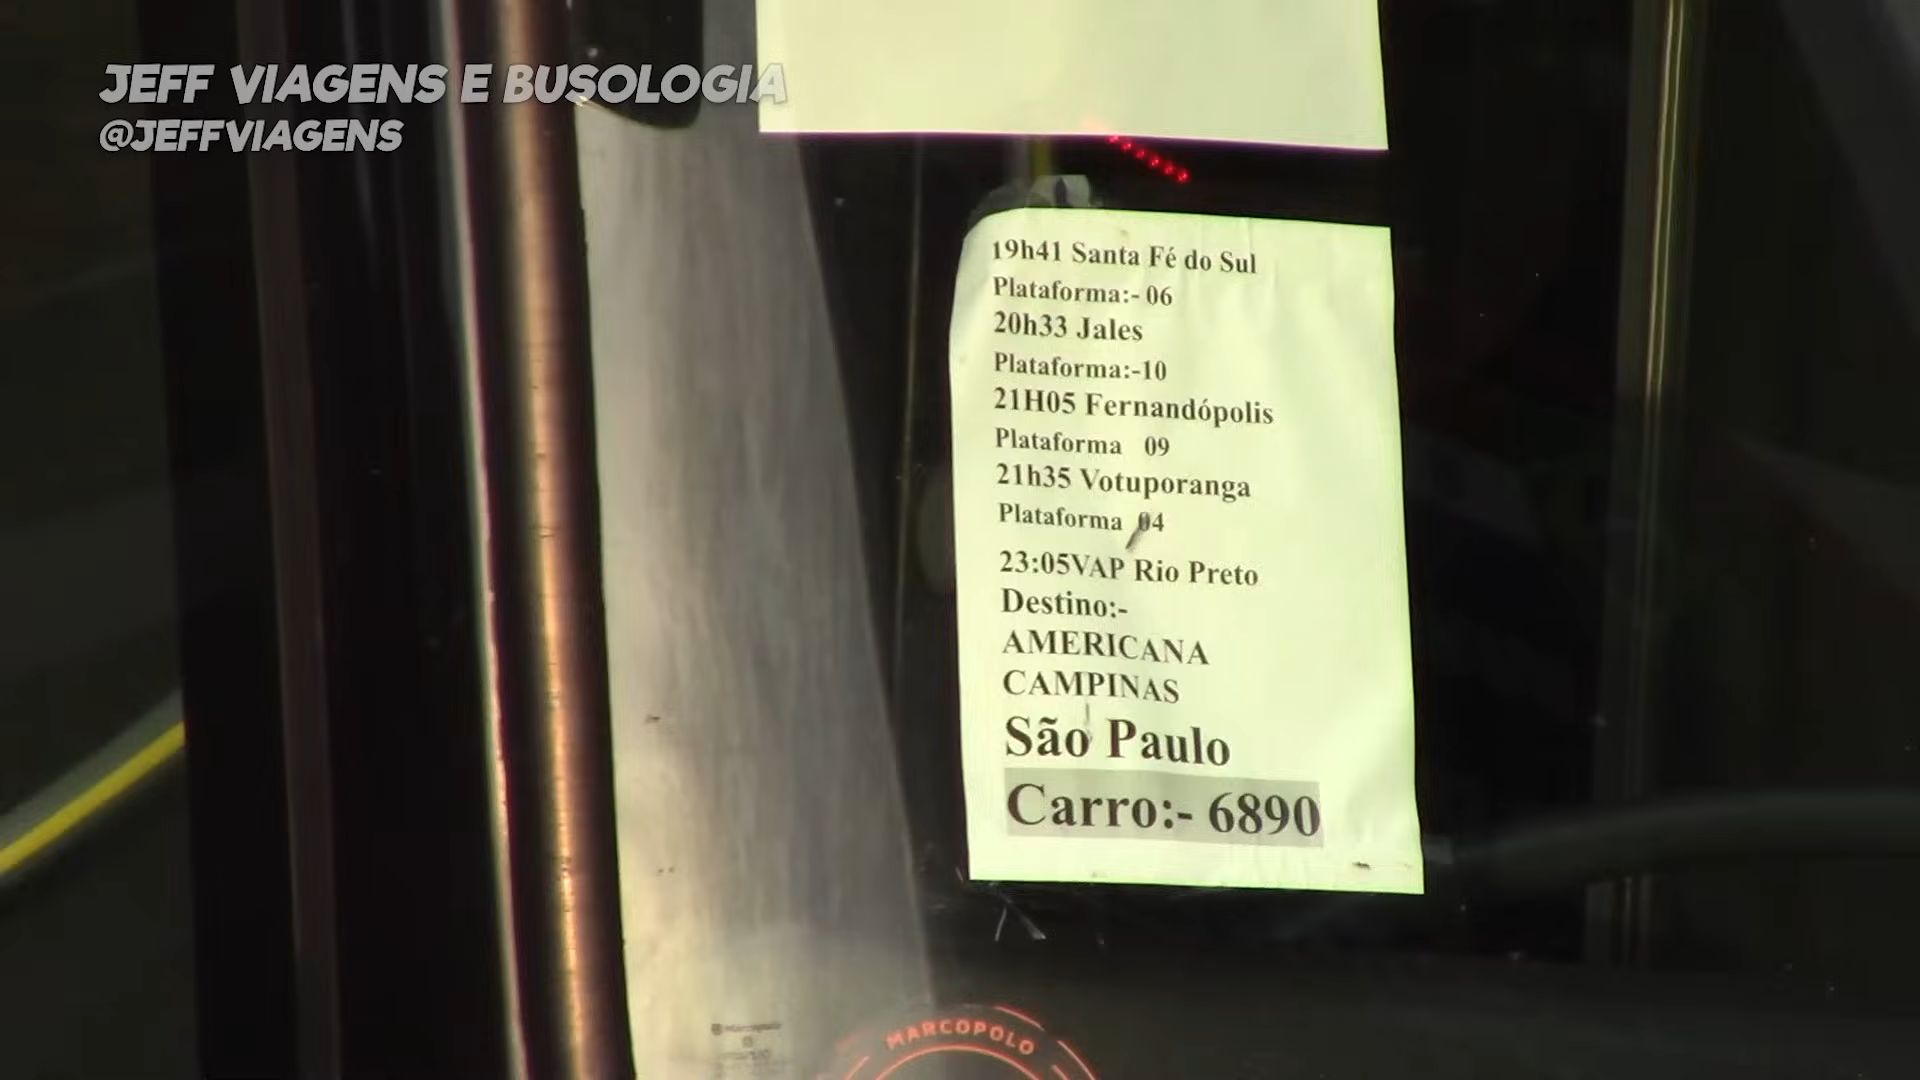 JEFF VIAGENS E BUSOLOGIA
@JEFFVIAGENS
19h41 Santa Fé do Sul
Plataforma:- 06
20h33 Jales
Plataforma:-10
21H05 Fernandópolis
Plataforma 09
21h35 Votuporanga
Plataforma 04
23:05VAP Rio Preto
Destino:-
AMERICANA
CAMPINAS
São Paulo
Carro:- 6890
Marcopolo
MARCOPOLO